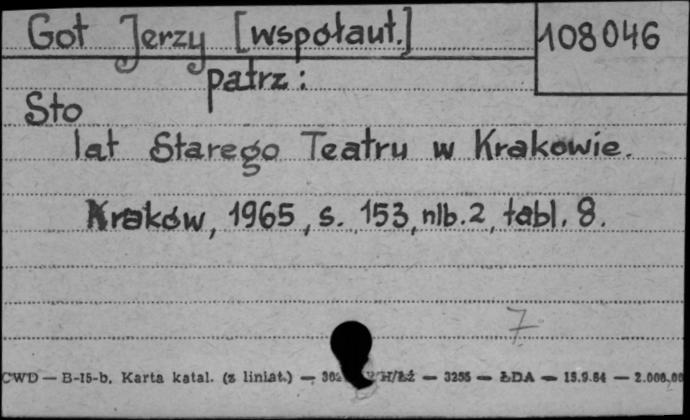 Got Jerzy [współaut.]
108046
patrz:
Sto
lat Starego Teatru w Krakowie.
Kraków, 1965, s. 153, nlb. 2, tabl. 8.
7
CWD — B-15-b. Karta katal. (z liniat.) — /Łż — 3255 — ŁDA — 15.9.64 — 2.000.00